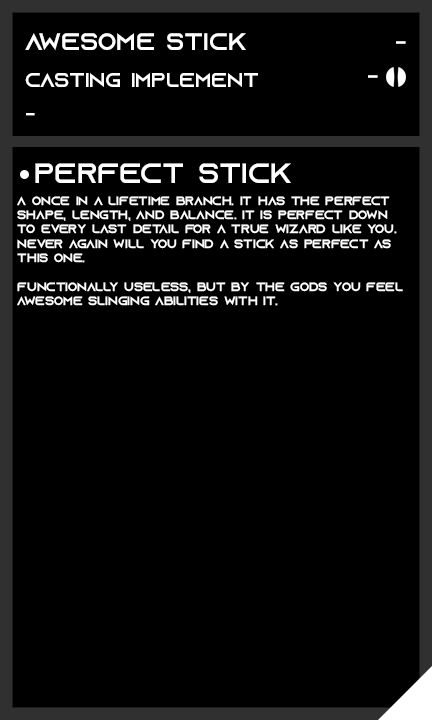 AWESOME STICK -
CASTING IMPLEMENT -
-
•PERFECT STICK
A ONCE IN A LIFETIME BRANCH. IT HAS THE PERFECT
SHAPE, LENGTH, AND BALANCE. IT IS PERFECT DOWN
TO EVERY LAST DETAIL FOR A TRUE WIZARD LIKE YOU.
NEVER AGAIN WILL YOU FIND A STICK AS PERFECT AS
THIS ONE.
FUNCTIONALLY USELESS, BUT BY THE GODS YOU FEEL
AWESOME SLINGING ABILITIES WITH IT.